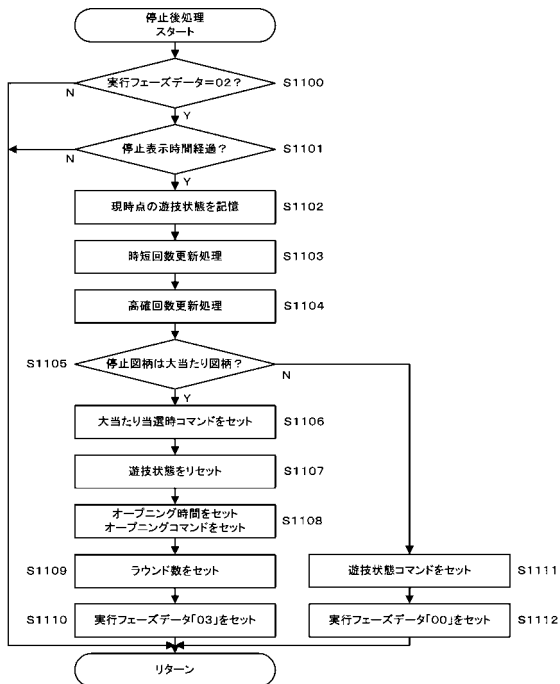 停止後処理
スタート
実行フェーズデータ=02?
S1100
N
Y
停止表示時間経過?
S1101
N
Y
現時点の遊技状態を記憶
S1102
時短回数更新処理
S1103
高確回数更新処理
S1104
S1105
停止図柄は大当たり図柄?
N
Y
大当たり当選時コマンドをセット
S1106
遊技状態をリセット
S1107
オープニング時間をセット
オープニングコマンドをセット
S1108
S1109
ラウンド数をセット
遊技状態コマンドをセット
S1111
S1110
実行フェーズデータ「03」をセット
実行フェーズデータ「00」をセット
S1112
リターン